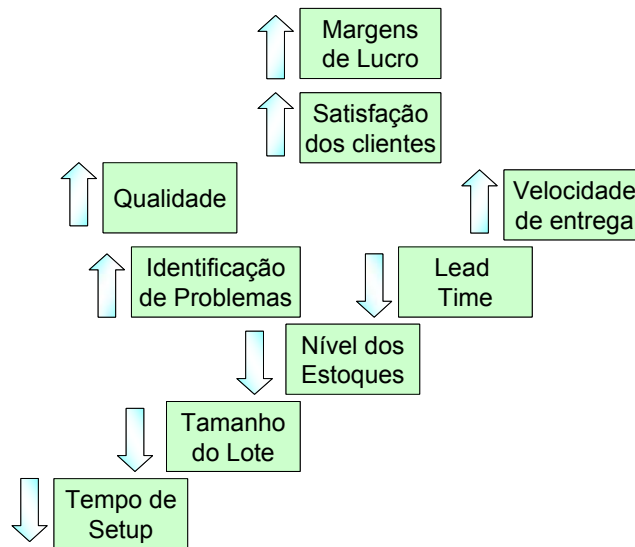 Margens
de Lucro
Satisfação
dos clientes
Qualidade
Velocidade
de entrega
Identificação
de Problemas
Lead
Time
Nível dos
Estoques
Tamanho
do Lote
Tempo de
Setup